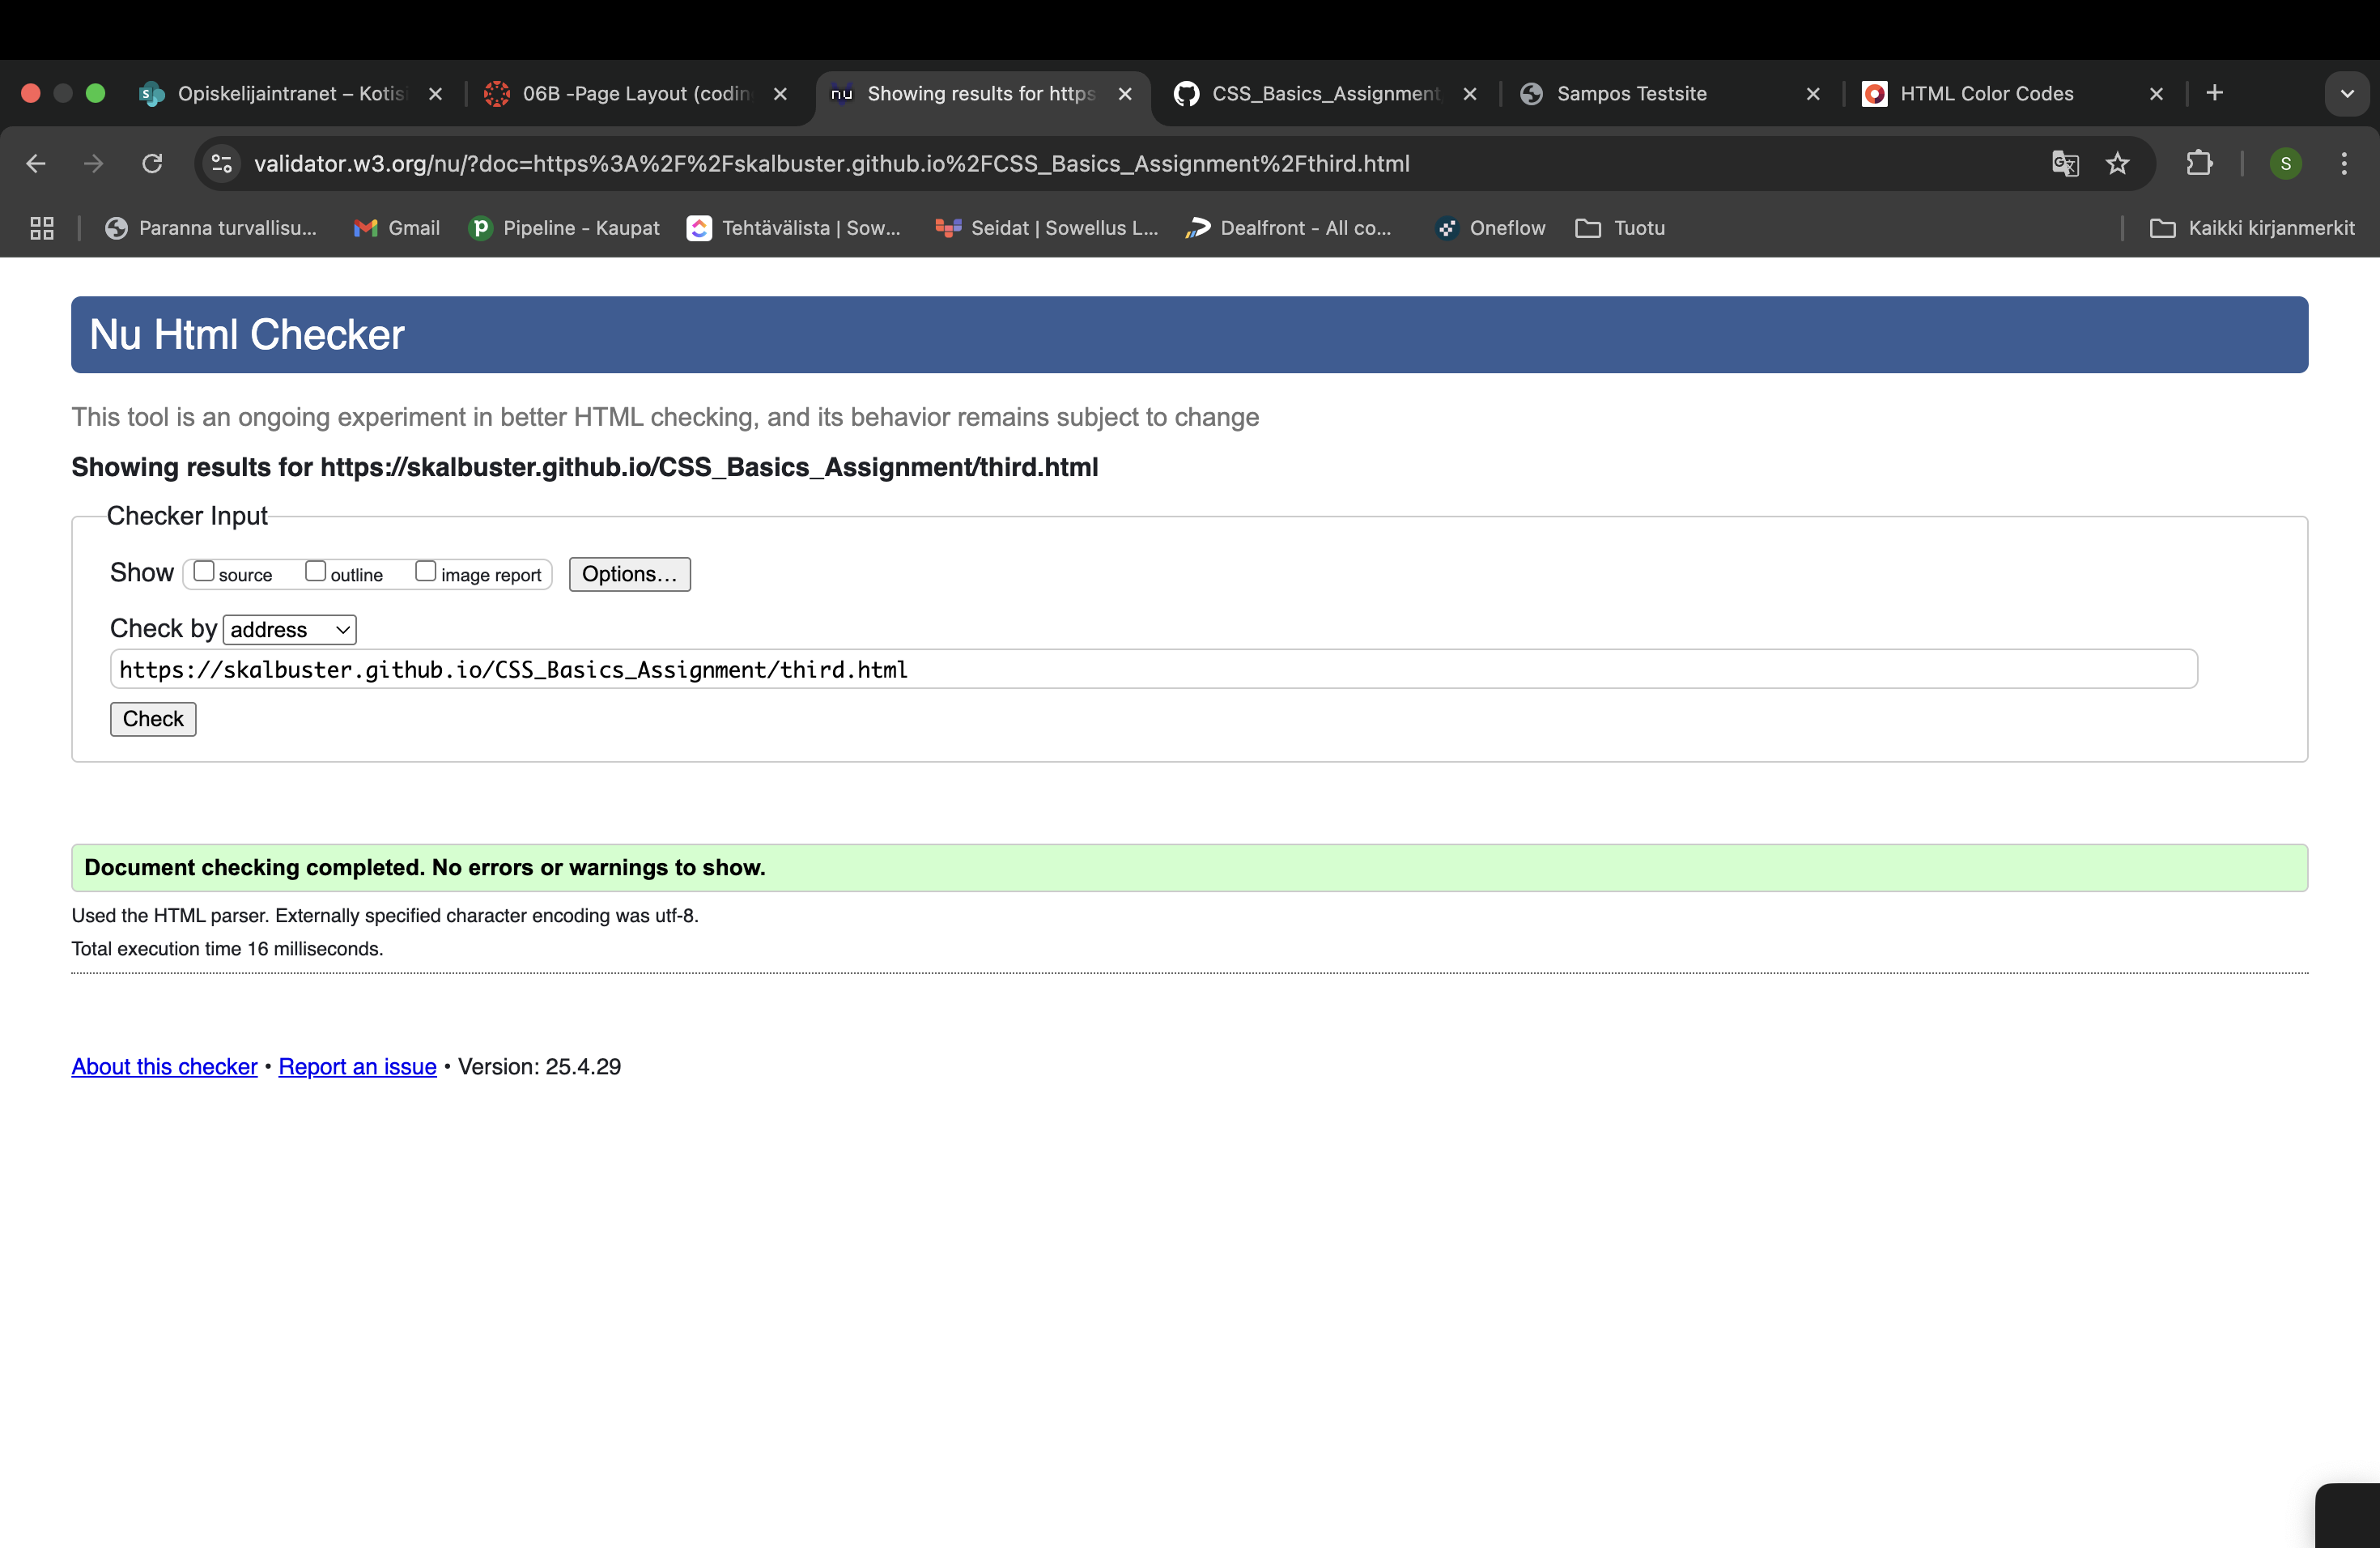 Opiskelijaintranet – Kotis
06B -Page Layout (codin
Showing results for https
CSS_Basics_Assignment
Sampos Testsite
HTML Color Codes
validator.w3.org/nu/?doc=https%3A%2F%2Fskalbuster.github.io%2FCSS_Basics_Assignment%2Fthird.html
S
Paranna turvallisu...
Gmail
Pipeline - Kaupat
Tehtävälista | Sow...
Seidat | Sowellus L...
Dealfront - All co...
Oneflow
Tuotu
Kaikki kirjanmerkit
Nu Html Checker
This tool is an ongoing experiment in better HTML checking, and its behavior remains subject to change
Showing results for https://skalbuster.github.io/CSS_Basics_Assignment/third.html
Checker Input
Show source outline image report Options...
Check by address
https://skalbuster.github.io/CSS_Basics_Assignment/third.html
Check
Document checking completed. No errors or warnings to show.
Used the HTML parser. Externally specified character encoding was utf-8.
Total execution time 16 milliseconds.
About this checker • Report an issue • Version: 25.4.29